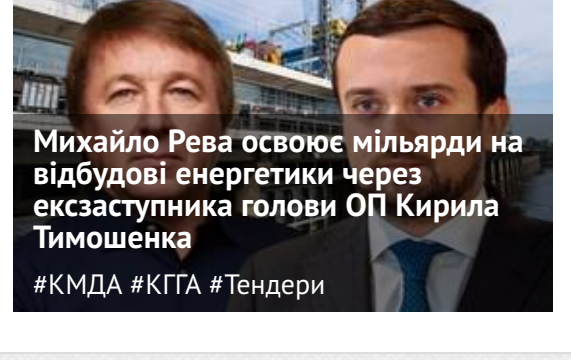 Михайло Рева освоює мільярди на
відбудові енергетики через
ексзаступника голови ОП Кирила
Тимошенка
#КМДА #КГГА #Тендери